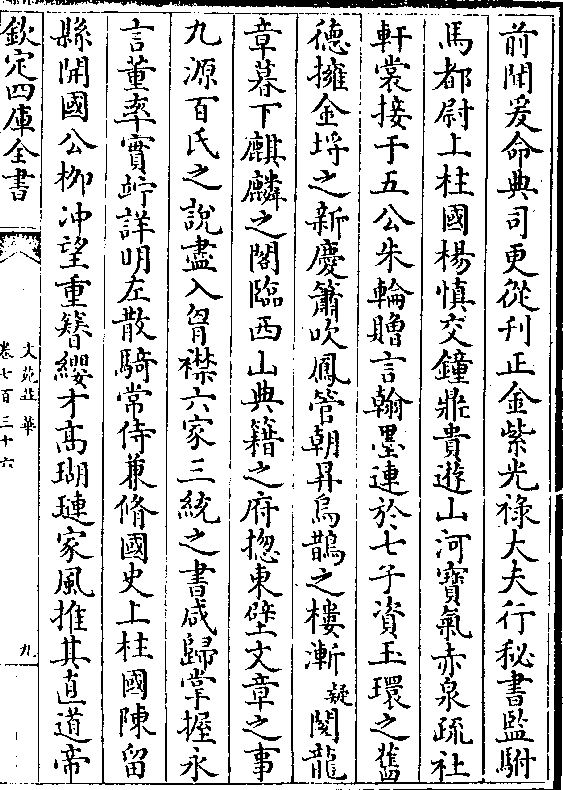 前開爰命典司更從刋正金紫光祿大夫行秘書監駙
馬都尉上柱國楊慎交鐘鼎貴遊山河寶氣赤泉疏社
軒裳接于五公朱輪贈言翰墨連於七子資玉環之舊
德擁金埓之新慶簫吹鳳管朝昇烏鵲之樓漸疑閱龍
章暮下麒麟之閣臨西山典籍之府揔東壁文章之事
九源百氏之說盡入胷襟六家三統之書咸歸掌握永
言董率實竚詳明左散騎常侍兼脩國史上柱國陳留
縣開國公栁冲望重簪纓才高瑚璉家風推其直道帝
欽定四庫全書
文苑英華
卷七百三十六
九